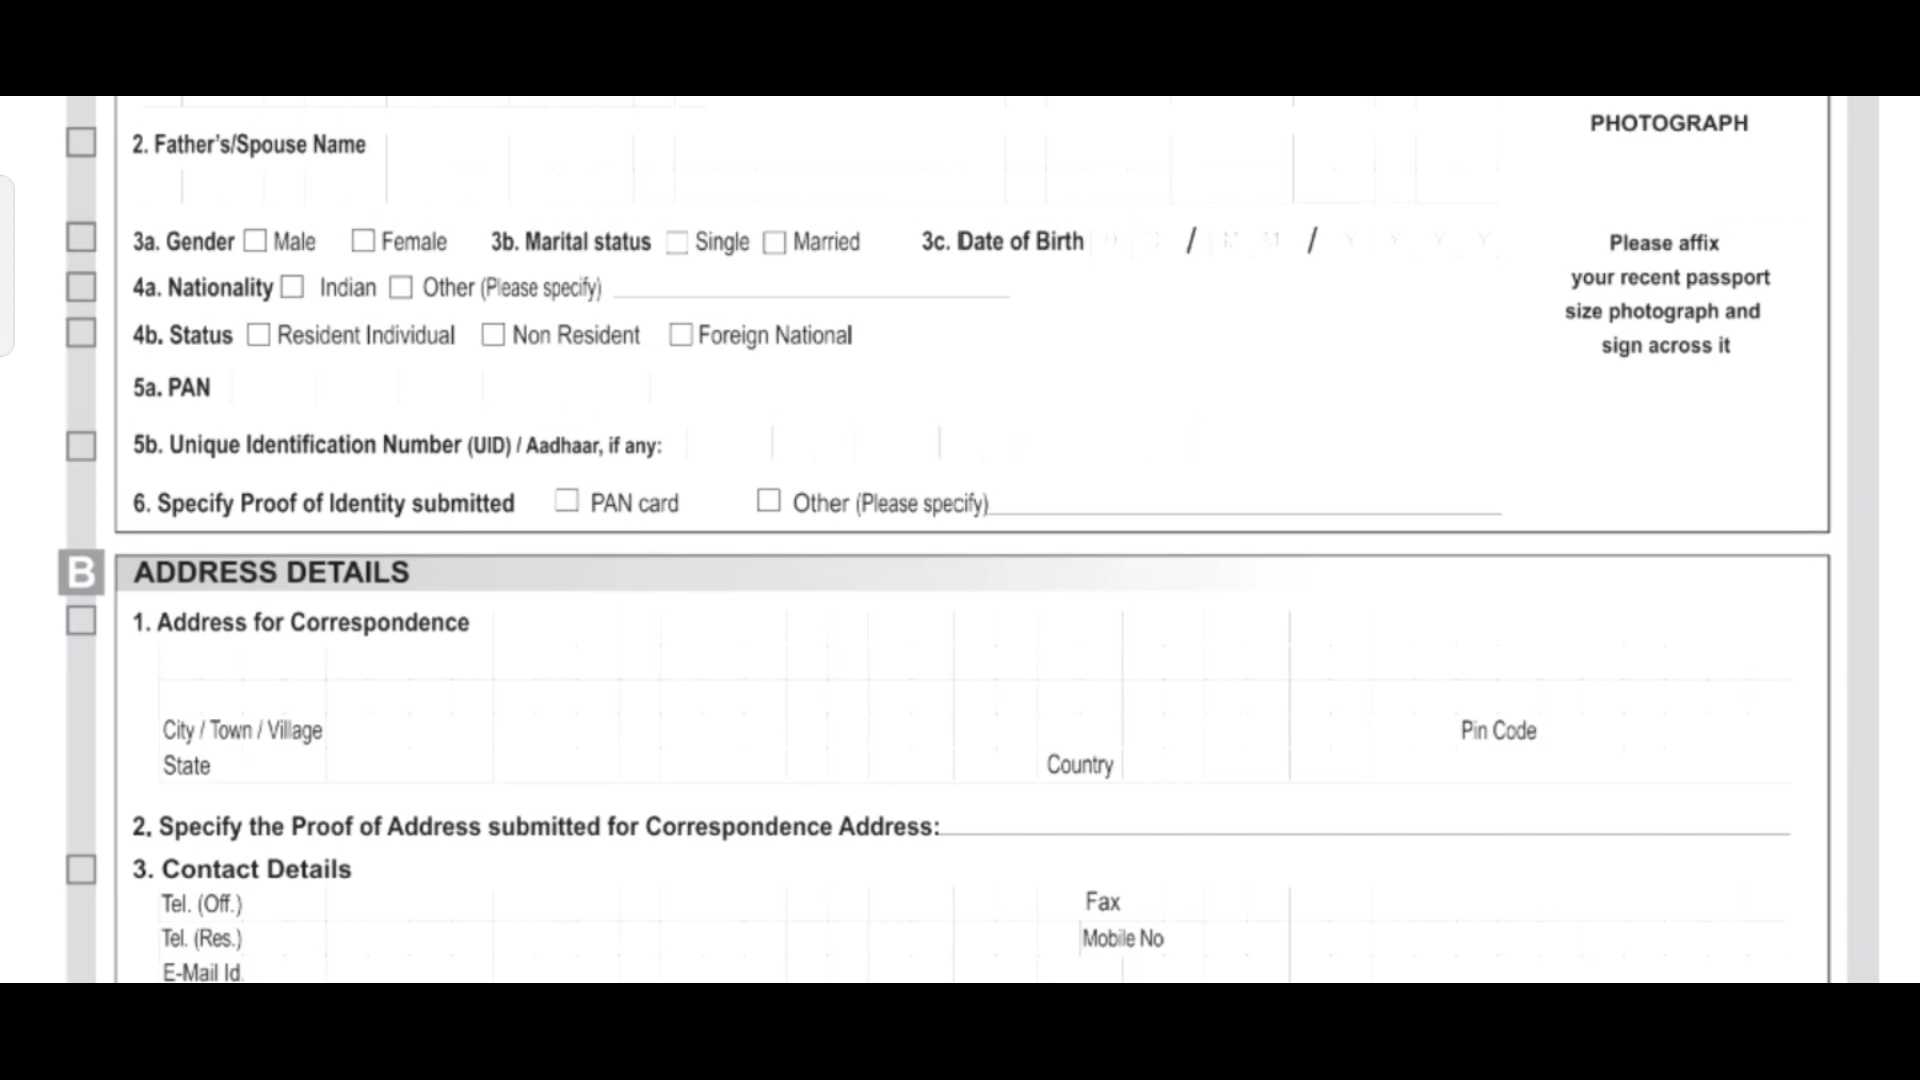 PHOTOGRAPH
2. Father's/Spouse Name
3a. Gender Male Female 3b. Marital status Single Married 3c. Date of Birth / M M / Y Y Y Y
Please affix
your recent passport
size photograph and
sign across it
4a. Nationality Indian Other (Please specify)
4b. Status Resident Individual Non Resident Foreign National
5a. PAN
5b. Unique Identification Number (UID) / Aadhaar, if any:
6. Specify Proof of Identity submitted PAN card Other (Please specify)
B ADDRESS DETAILS
1. Address for Correspondence
City / Town / Village Pin Code
State Country
2. Specify the Proof of Address submitted for Correspondence Address:
3. Contact Details
Tel. (Off.) Fax
Tel. (Res.) Mobile No
E-Mail Id.